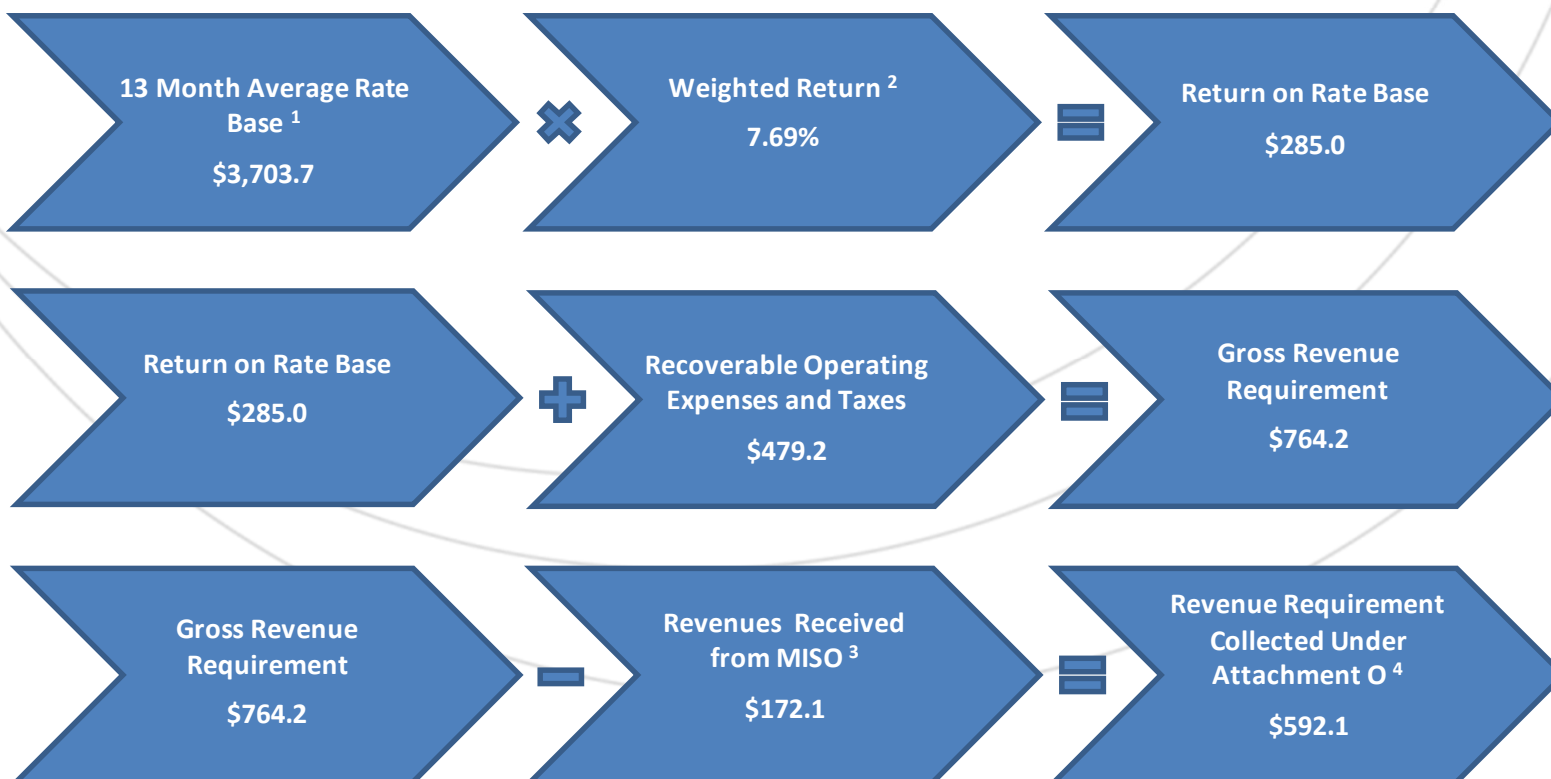 13 Month Average Rate
Base 1
$3,703.7
Weighted Return 2
7.69%
Return on Rate Base
$285.0
Return on Rate Base
$285.0
Recoverable Operating
Expenses and Taxes
$479.2
Gross Revenue
Requirement
$764.2
Gross Revenue
Requirement
$764.2
Revenues Received
from MISO 3
$172.1
Revenue Requirement
Collected Under
Attachment O 4
$592.1